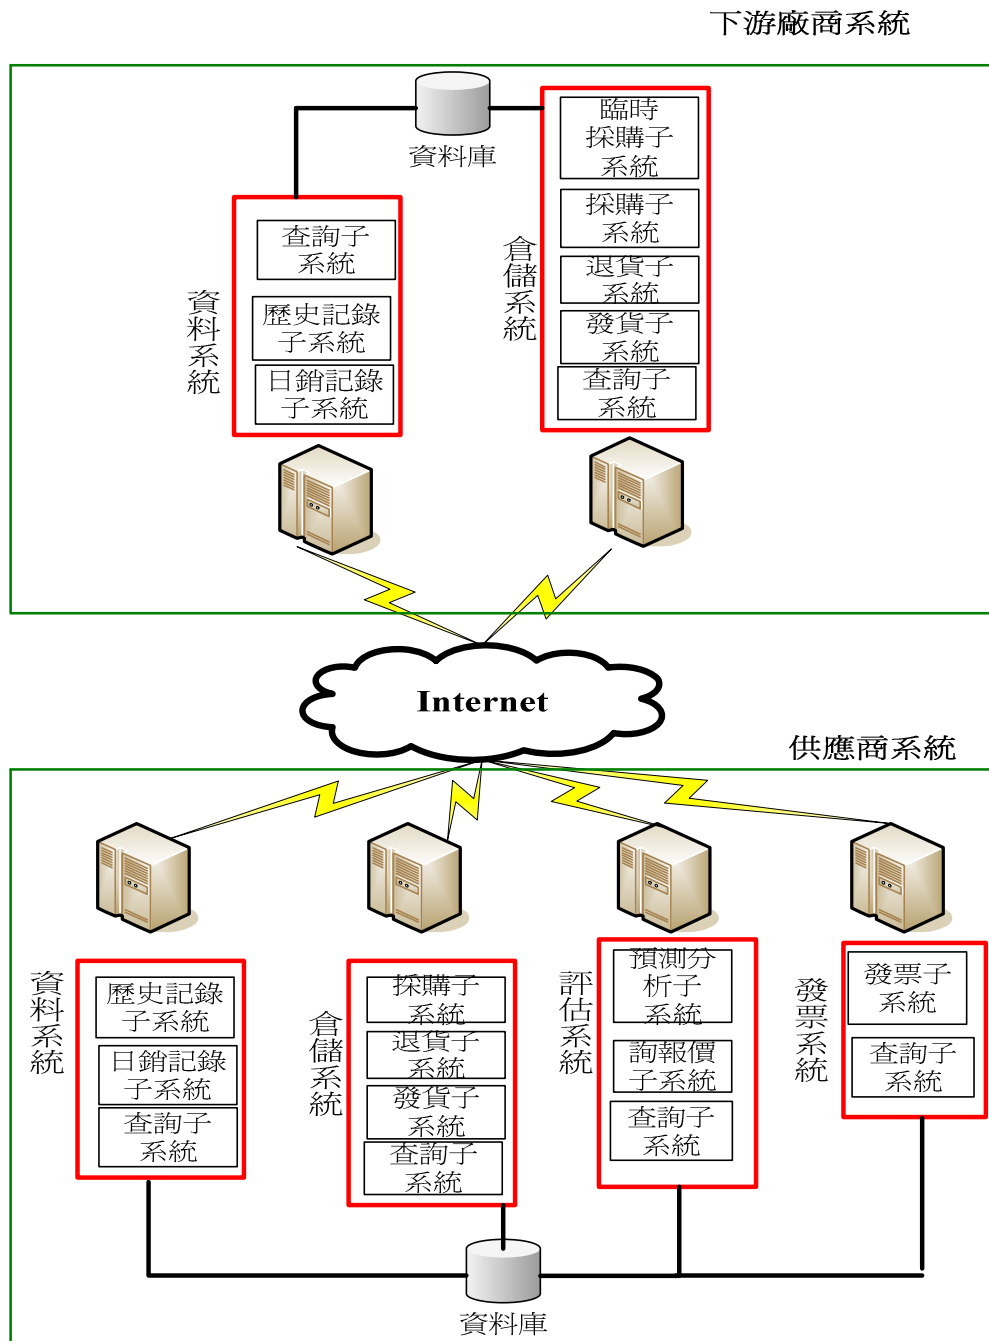 下游廠商系統
資料庫
資料系統
查詢子
系統
歷史記錄
子系統
日銷記錄
子系統
倉儲系統
臨時
採購子
系統
採購子
系統
退貨子
系統
發貨子
系統
查詢子
系統
Internet
供應商系統
資料系統
歷史記錄
子系統
日銷記錄
子系統
查詢子
系統
倉儲系統
採購子
系統
退貨子
系統
發貨子
系統
查詢子
系統
評估系統
預測分
析子
系統
詢報價
子系統
查詢子
系統
發票系統
發票子
系統
查詢子
系統
資料庫